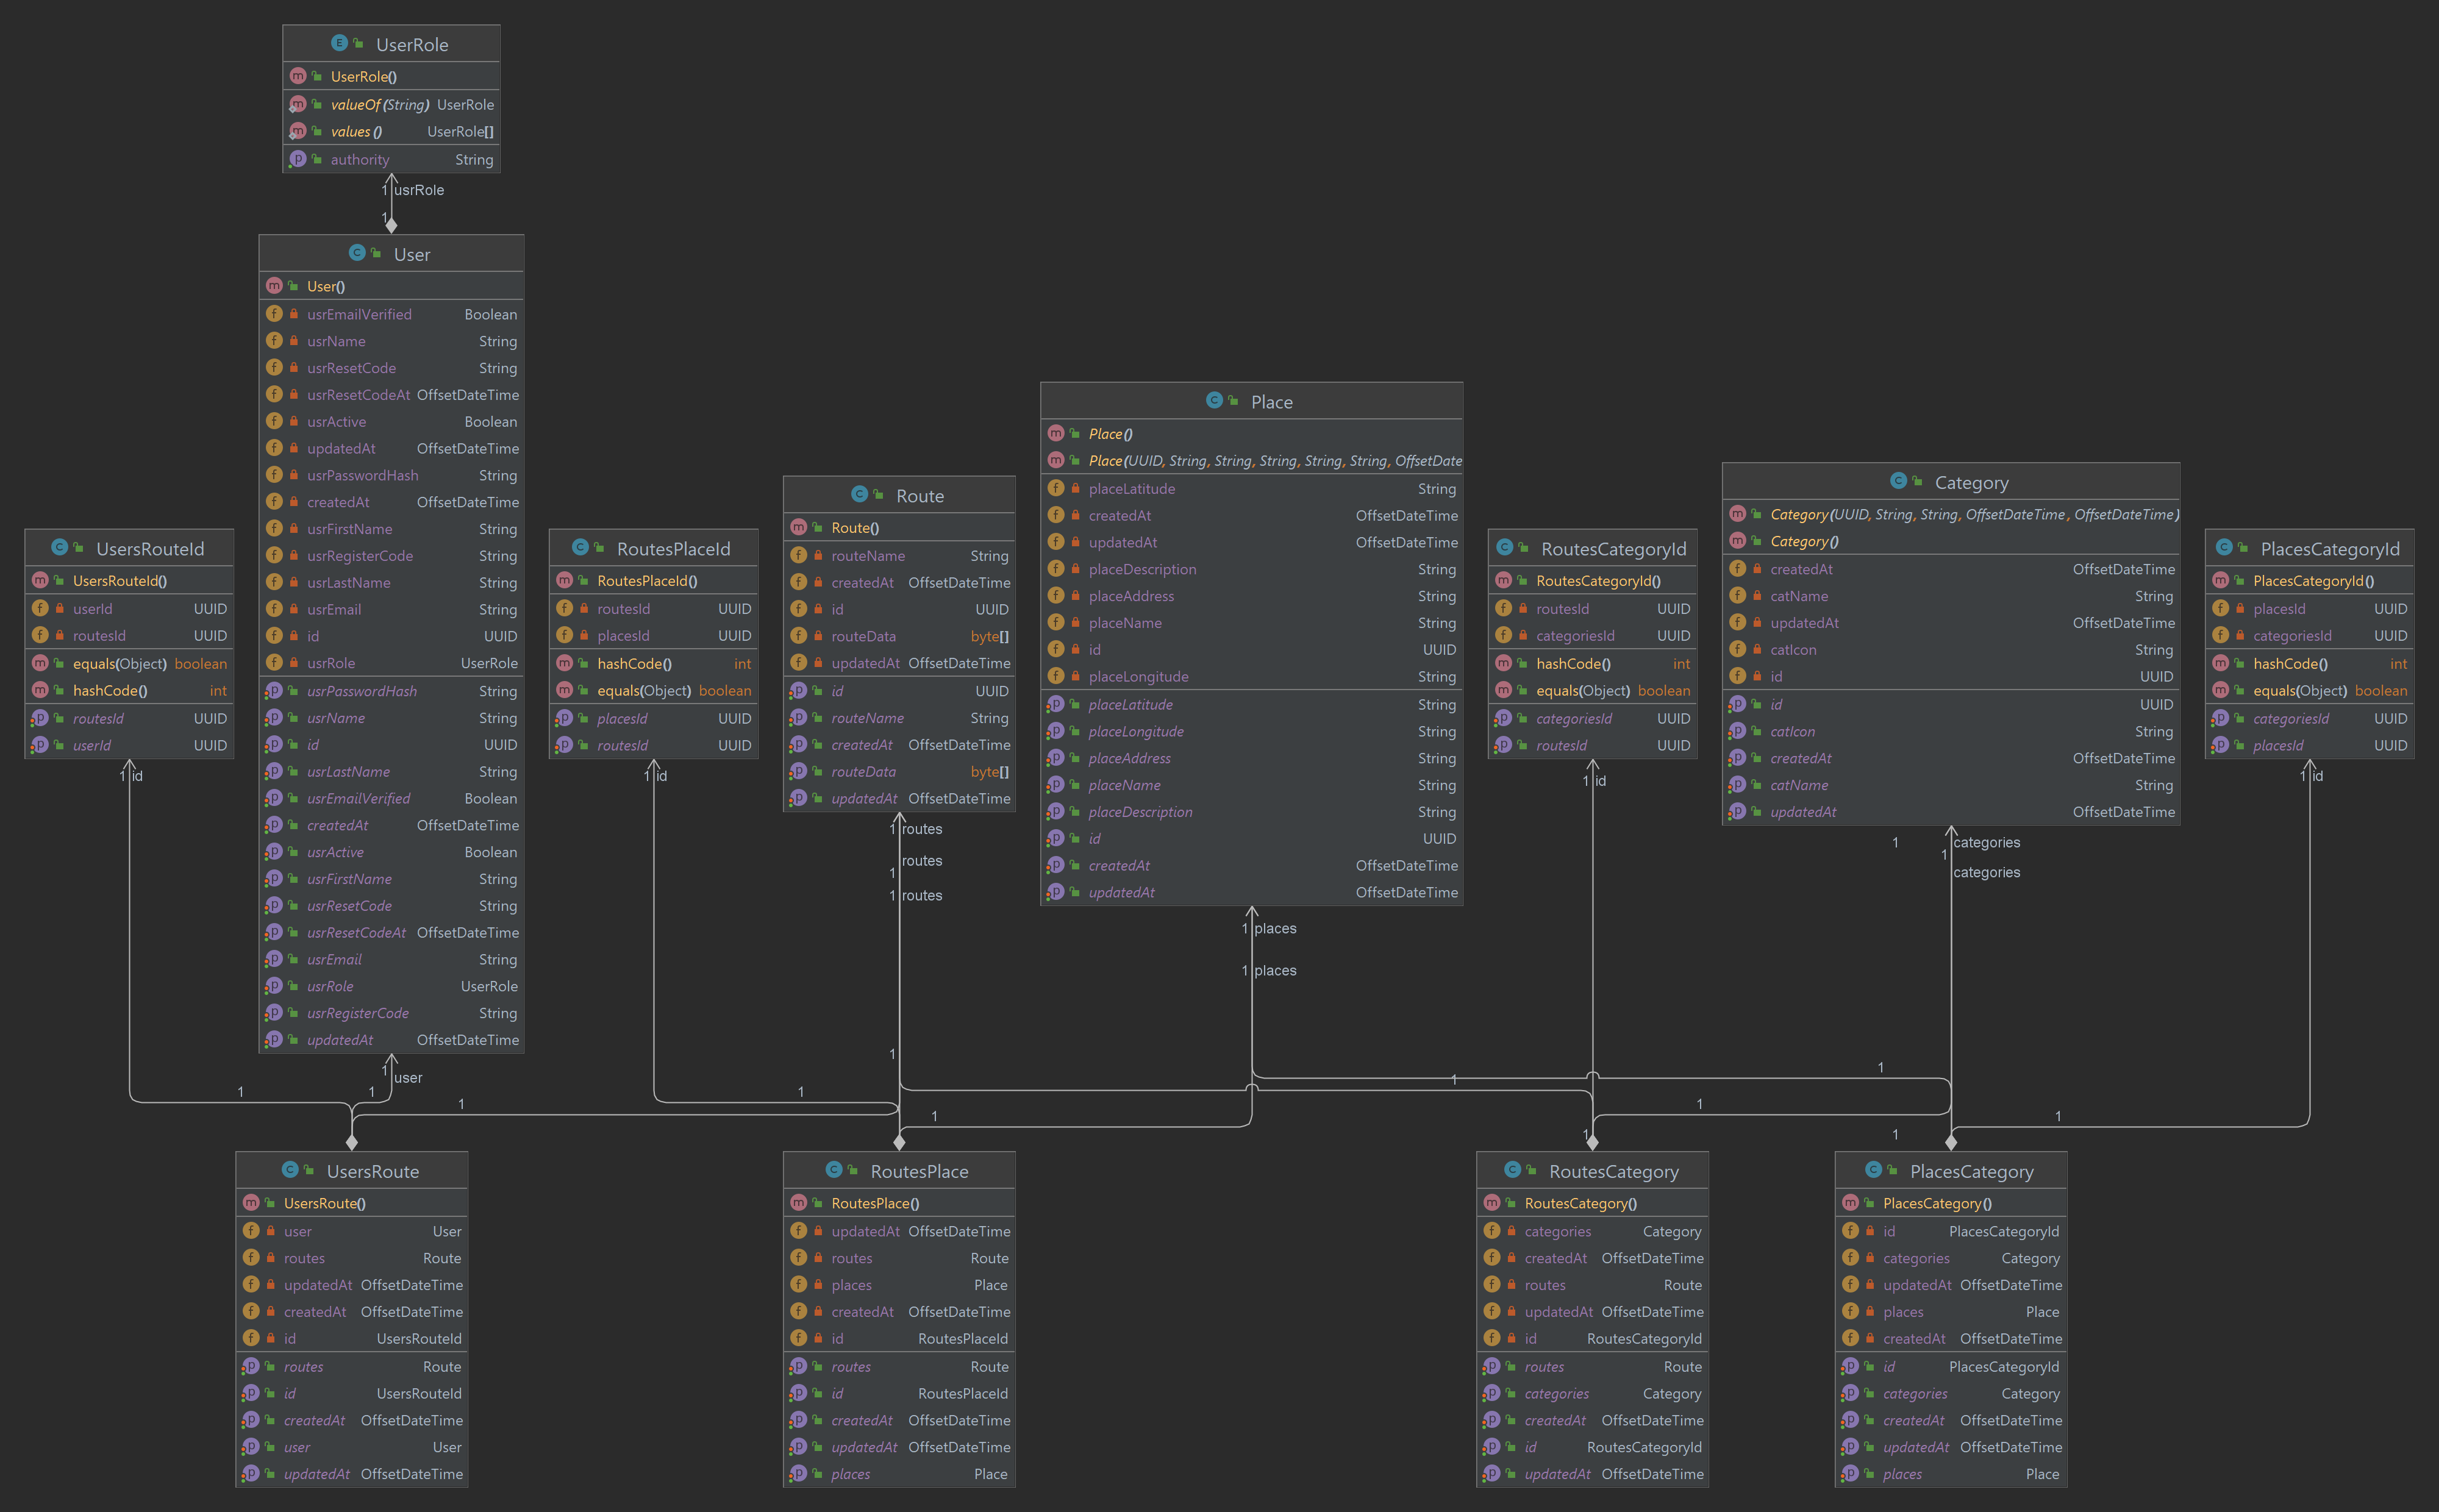 UserRole
UserRole()
valueOf(String) UserRole
values() UserRole[]
authority String
1 usrRole
1
User
User()
usrEmailVerified Boolean
usrName String
usrResetCode String
usrResetCodeAt OffsetDateTime
usrActive Boolean
updatedAt OffsetDateTime
usrPasswordHash String
createdAt OffsetDateTime
usrFirstName String
usrRegisterCode String
usrLastName String
usrEmail String
id UUID
usrRole UserRole
usrPasswordHash String
usrName String
id UUID
usrLastName String
usrEmailVerified Boolean
createdAt OffsetDateTime
usrActive Boolean
usrFirstName String
usrResetCode String
usrResetCodeAt OffsetDateTime
usrEmail String
usrRole UserRole
usrRegisterCode String
updatedAt OffsetDateTime
UsersRouteId
UsersRouteId()
userId UUID
routesId UUID
equals(Object) boolean
hashCode() int
routesId UUID
userId UUID
1 id
RoutesPlaceId
RoutesPlaceId()
routesId UUID
placesId UUID
hashCode() int
equals(Object) boolean
placesId UUID
routesId UUID
1 id
Route
Route()
routeName String
createdAt OffsetDateTime
id UUID
routeData byte[]
updatedAt OffsetDateTime
id UUID
routeName String
createdAt OffsetDateTime
routeData byte[]
updatedAt OffsetDateTime
1 routes
routes
1
1 routes
Place
Place()
Place(UUID, String, String, String, String, String, OffsetDate
placeLatitude String
createdAt OffsetDateTime
updatedAt OffsetDateTime
placeDescription String
placeAddress String
placeName String
id UUID
placeLongitude String
placeLatitude String
placeLongitude String
placeAddress String
placeName String
placeDescription String
id UUID
createdAt OffsetDateTime
updatedAt OffsetDateTime
1 places
1 places
RoutesCategoryId
RoutesCategoryId()
routesId UUID
categoriesId UUID
hashCode() int
equals(Object) boolean
categoriesId UUID
routesId UUID
1 id
Category
Category(UUID, String, String, OffsetDateTime, OffsetDateTime)
Category()
createdAt OffsetDateTime
catName String
updatedAt OffsetDateTime
catIcon String
id UUID
id UUID
catIcon String
createdAt OffsetDateTime
catName String
updatedAt OffsetDateTime
1 categories
1
categories
PlacesCategoryId
PlacesCategoryId()
placesId UUID
categoriesId UUID
hashCode() int
equals(Object) boolean
categoriesId UUID
placesId UUID
1 id
1 user
1
1
1
1
1
1
1
1
1
1
1
1
UsersRoute
UsersRoute()
user User
routes Route
updatedAt OffsetDateTime
createdAt OffsetDateTime
id UsersRouteId
routes Route
id UsersRouteId
createdAt OffsetDateTime
user User
updatedAt OffsetDateTime
RoutesPlace
RoutesPlace()
updatedAt OffsetDateTime
routes Route
places Place
createdAt OffsetDateTime
id RoutesPlaceId
routes Route
id RoutesPlaceId
createdAt OffsetDateTime
updatedAt OffsetDateTime
places Place
RoutesCategory
RoutesCategory()
categories Category
createdAt OffsetDateTime
routes Route
updatedAt OffsetDateTime
id RoutesCategoryId
routes Route
categories Category
createdAt OffsetDateTime
id RoutesCategoryId
updatedAt OffsetDateTime
PlacesCategory
PlacesCategory()
id PlacesCategoryId
categories Category
updatedAt OffsetDateTime
places Place
createdAt OffsetDateTime
id PlacesCategoryId
categories Category
createdAt OffsetDateTime
updatedAt OffsetDateTime
places Place